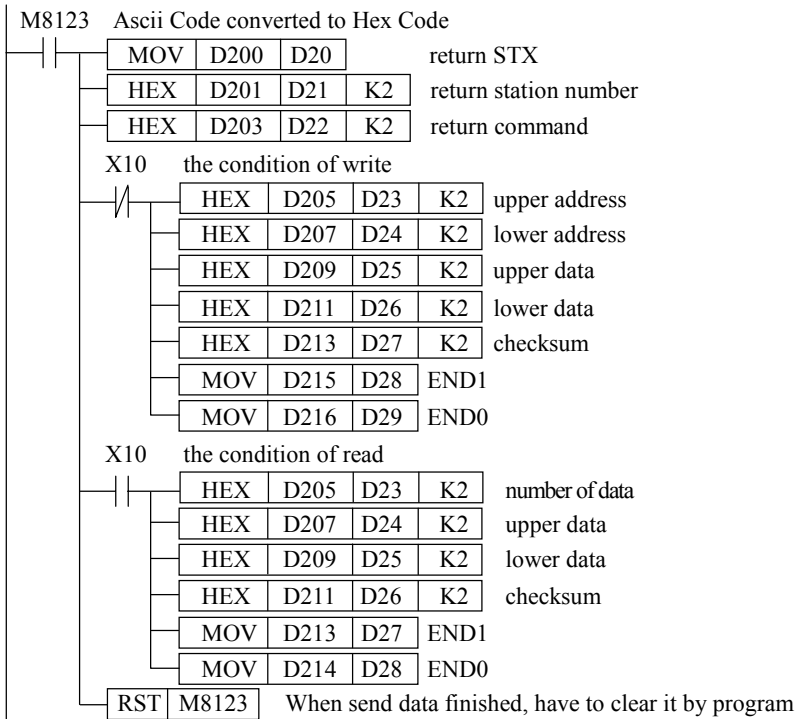 M8123 Ascii Code converted to Hex Code
MOV D200 D20 return STX
HEX D201 D21 K2 return station number
HEX D203 D22 K2 return command
X10 the condition of write
HEX D205 D23 K2 upper address
HEX D207 D24 K2 lower address
HEX D209 D25 K2 upper data
HEX D211 D26 K2 lower data
HEX D213 D27 K2 checksum
MOV D215 D28 END1
MOV D216 D29 END0
X10 the condition of read
HEX D205 D23 K2 number of data
HEX D207 D24 K2 upper data
HEX D209 D25 K2 lower data
HEX D211 D26 K2 checksum
MOV D213 D27 END1
MOV D214 D28 END0
RST M8123 When send data finished, have to clear it by program